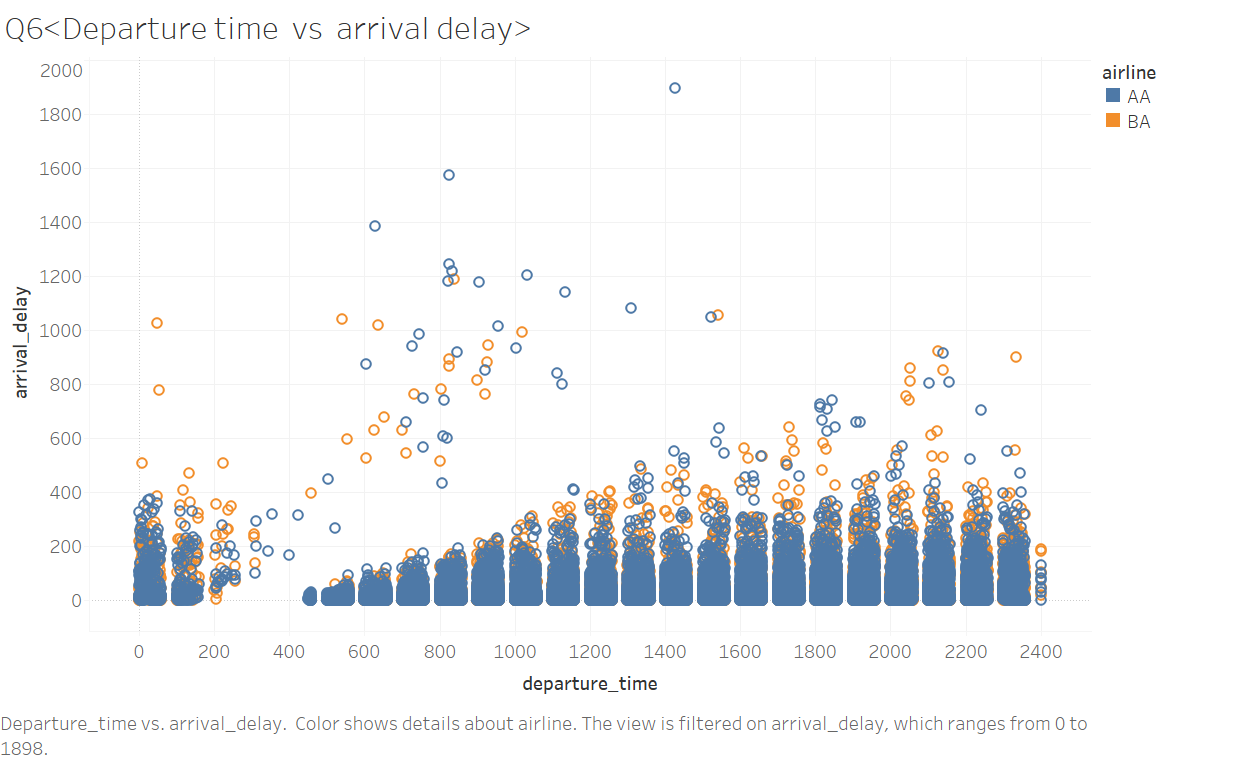 Q6<Departure time vs arrival delay>
airline
AA
BA
2000
1800
1600
1400
1200
1000
800
600
400
200
0
arrival_delay
0 200 400 600 800 1000 1200 1400 1600 1800 2000 2200 2400
departure_time
Departure_time vs. arrival_delay. Color shows details about airline. The view is filtered on arrival_delay, which ranges from 0 to
1898.